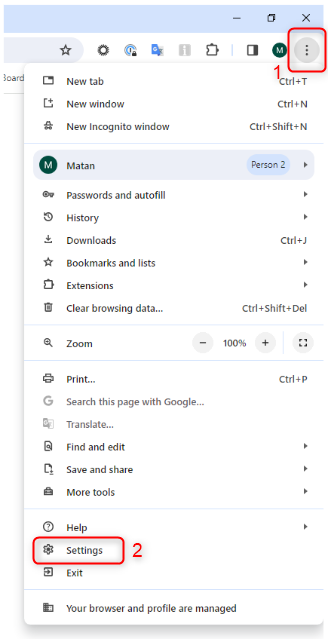 M
Board
1
New tab Ctrl+T
New window Ctrl+N
New Incognito window Ctrl+Shift+N
M Matan Person 2
Passwords and autofill
History
Downloads Ctrl+J
Bookmarks and lists
Extensions
Clear browsing data... Ctrl+Shift+Del
Zoom − 100% +
Print... Ctrl+P
G Search this page with Google...
Translate...
Find and edit
Save and share
More tools
Help
Settings 2
Exit
Your browser and profile are managed